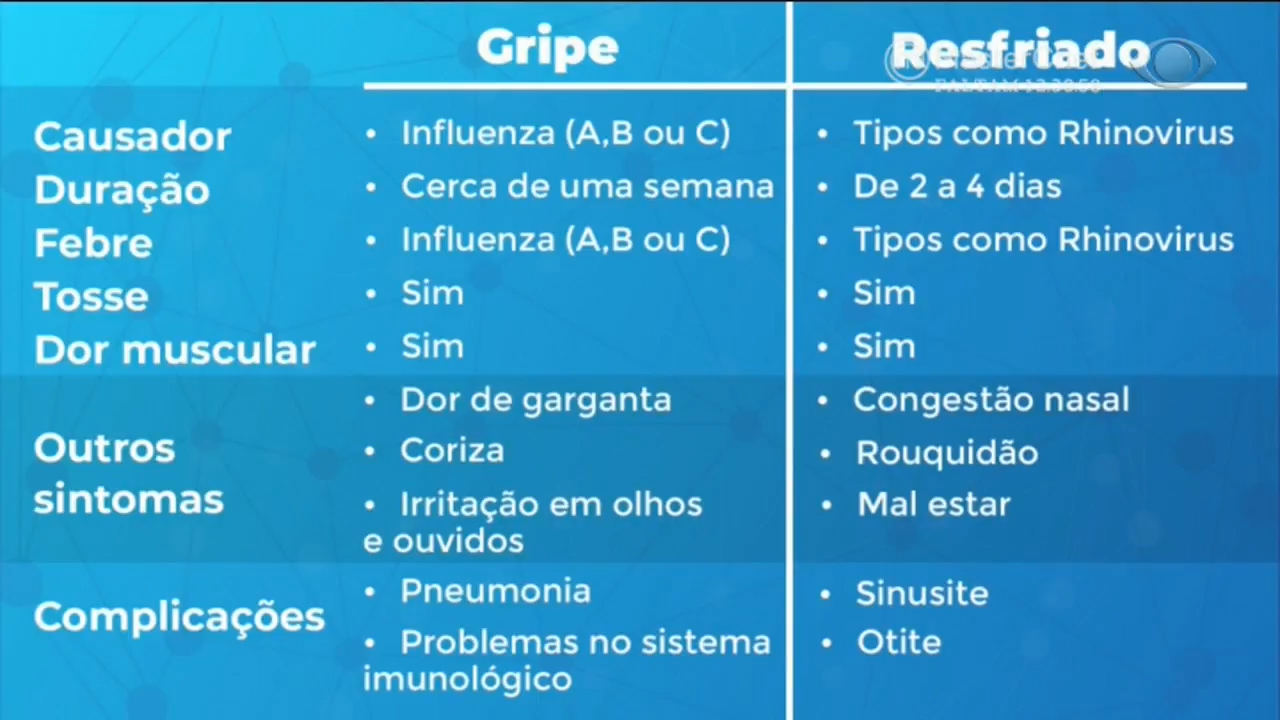 Gripe
Resfriado
FALTAM
Causador
• Influenza (A,B ou C)
• Tipos como Rhinovirus
Duração
• Cerca de uma semana
• De 2 a 4 dias
Febre
• Influenza (A,B ou C)
• Tipos como Rhinovirus
Tosse
• Sim
• Sim
Dor muscular
• Sim
• Sim
Outros
sintomas
• Dor de garganta
• Coriza
• Irritação em olhos
e ouvidos
• Congestão nasal
• Rouquidão
• Mal estar
Complicações
• Pneumonia
• Problemas no sistema
imunológico
• Sinusite
• Otite